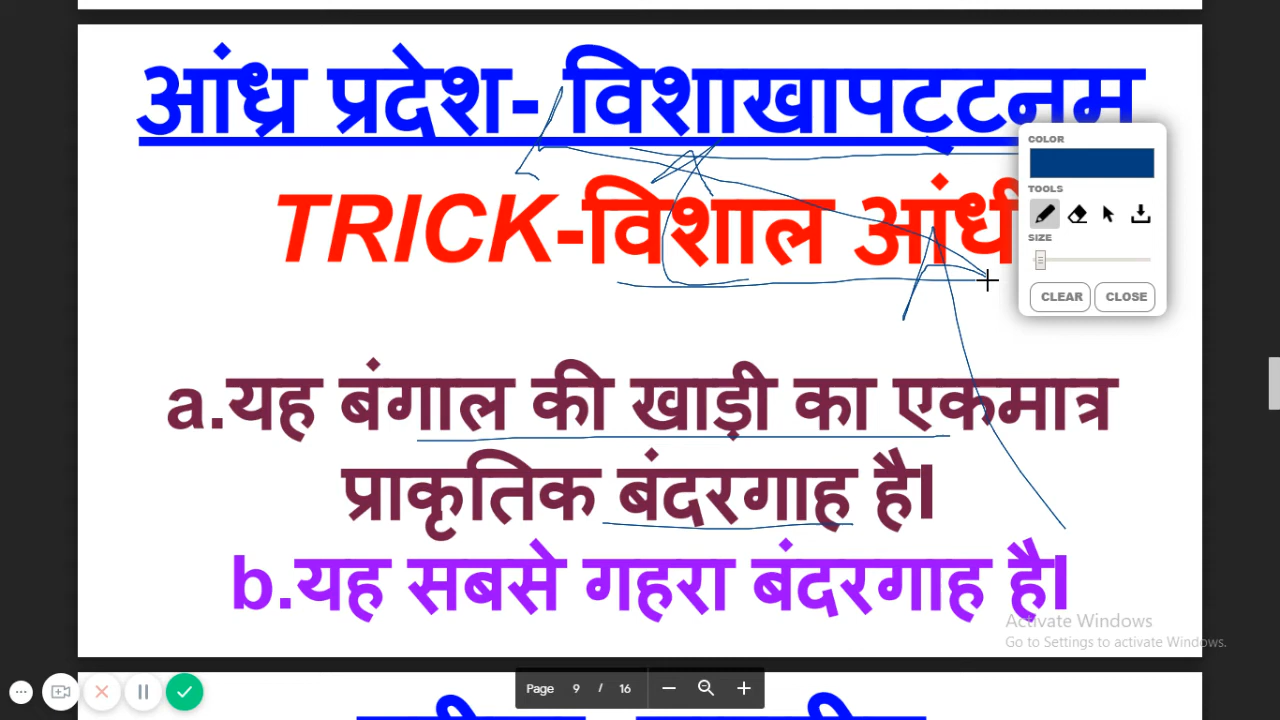 आंध्र प्रदेश- विशाखापट्टनम
TRICK-विशाल आंधी
a.यह बंगाल की खाड़ी का एकमात्र
प्राकृतिक बंदरगाह है।
b.यह सबसे गहरा बंदरगाह है।
COLOR
TOOLS
SIZE
CLEAR CLOSE
Activate Windows
Go to Settings to activate Windows.
Page 9 / 16